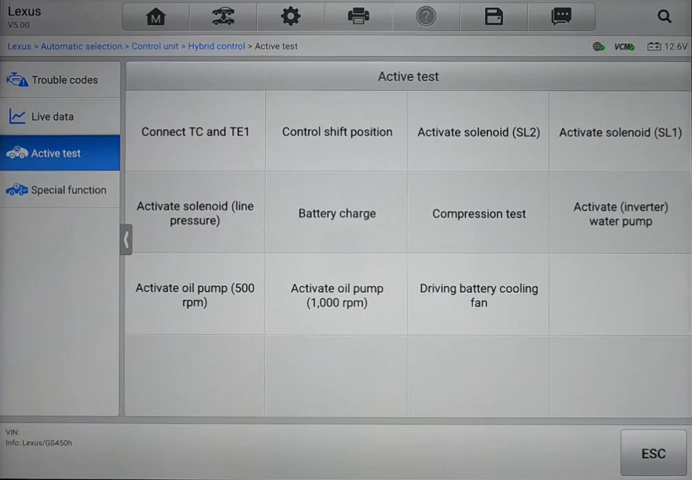 Lexus
V5.00
M
?
Lexus > Automatic selection > Control unit > Hybrid control > Active test
VCMI
12.6V
Trouble codes
Live data
Active test
Special function
Active test
Connect TC and TE1
Control shift position
Activate solenoid (SL2)
Activate solenoid (SL1)
Activate solenoid (line
pressure)
Battery charge
Compression test
Activate (inverter)
water pump
Activate oil pump (500
rpm)
Activate oil pump
(1,000 rpm)
Driving battery cooling
fan
VIN:
Info: Lexus/GS450h
ESC